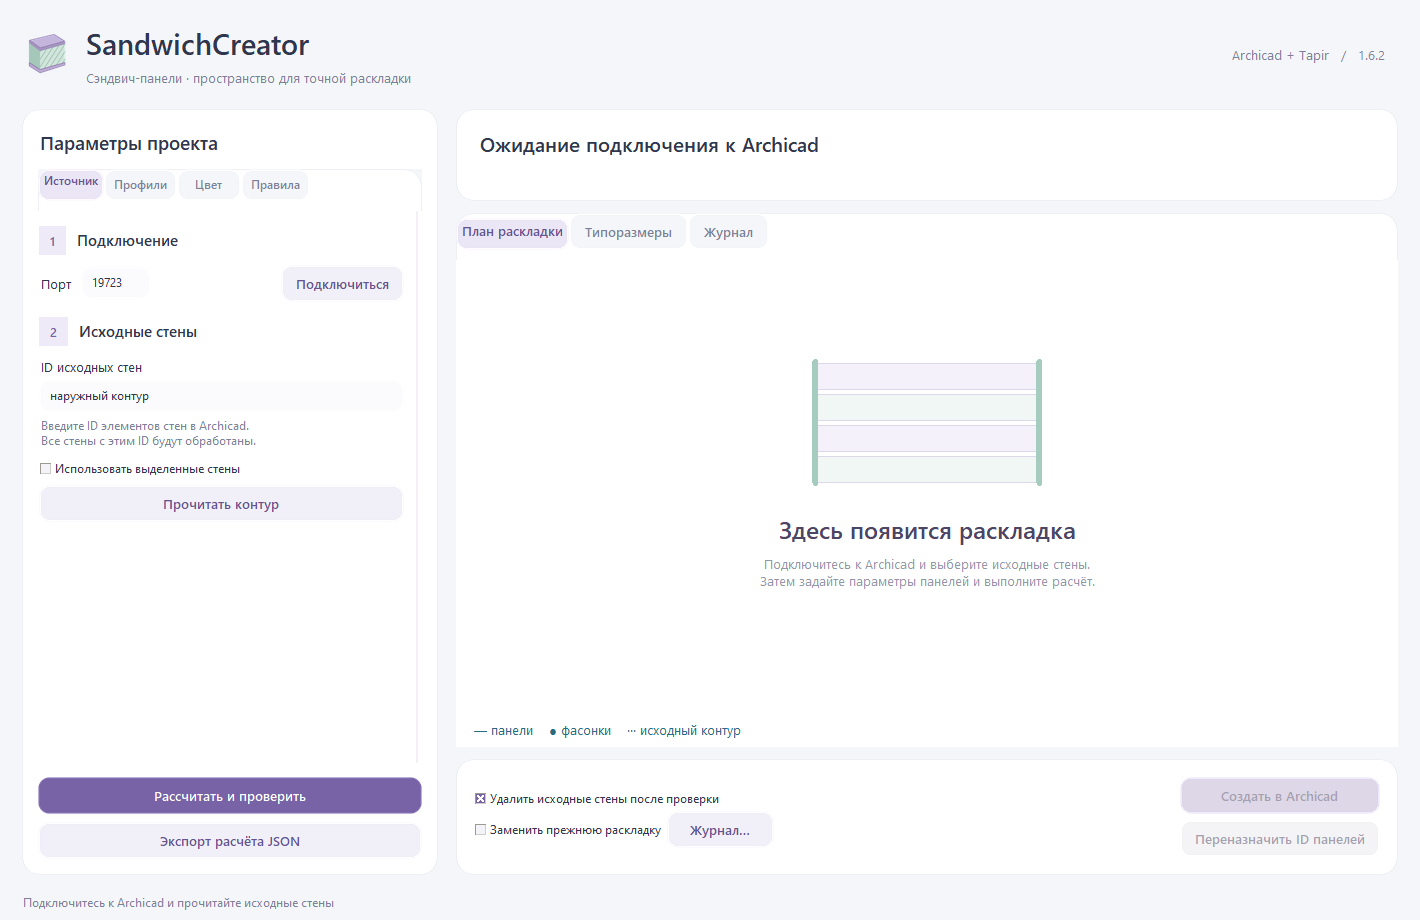 SandwichCreator
Сэндвич-панели · пространство для точной раскладки
Archicad + Tapir / 1.6.2
Параметры проекта
Источник Профили Цвет Правила
1 Подключение
Порт 19723 Подключиться
2 Исходные стены
ID исходных стен
наружный контур
Введите ID элементов стен в Archicad.
Все стены с этим ID будут обработаны.
Использовать выделенные стены
Прочитать контур
Рассчитать и проверить
Экспорт расчёта JSON
Ожидание подключения к Archicad
План раскладки Типоразмеры Журнал
Здесь появится раскладка
Подключитесь к Archicad и выберите исходные стены.
Затем задайте параметры панелей и выполните расчёт.
— панели ● фасонки ··· исходный контур
Удалить исходные стены после проверки
Заменить прежнюю раскладку Журнал...
Создать в Archicad
Переназначить ID панелей
Подключитесь к Archicad и прочитайте исходные стены